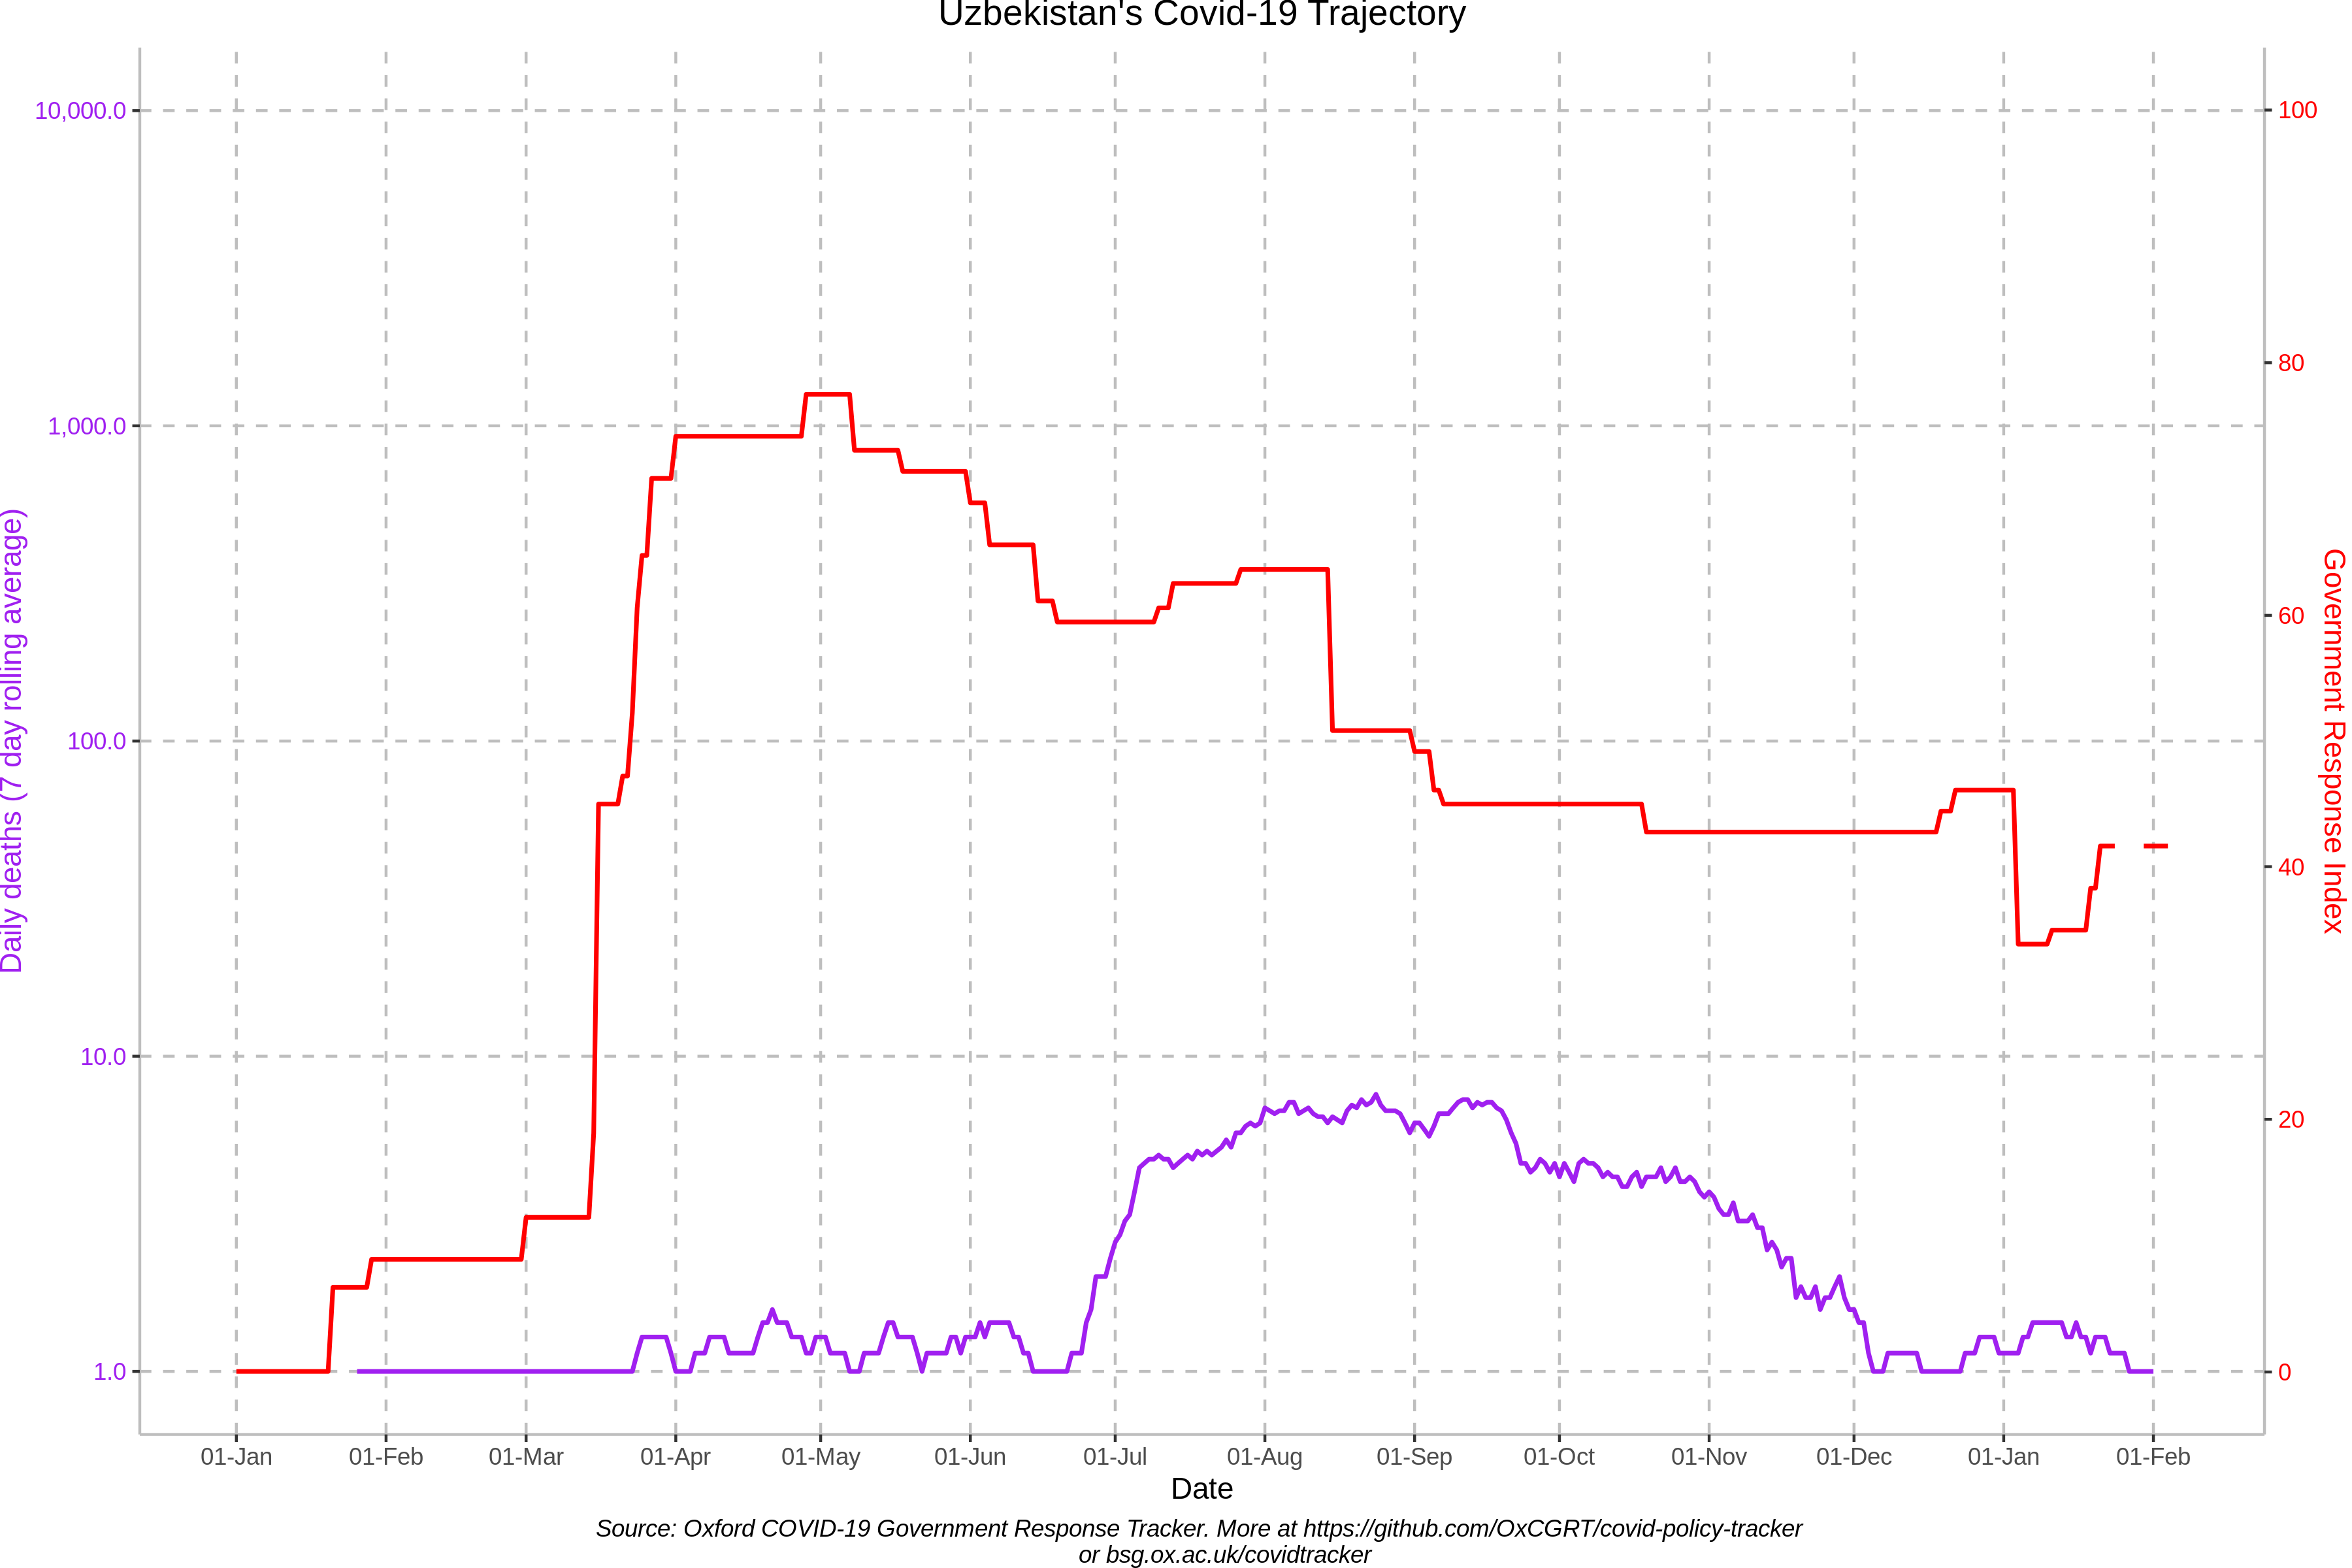 Uzbekistan's Covid-19 Trajectory
10,000.0
1,000.0
100.0
10.0
1.0
Daily deaths (7 day rolling average)
100
80
60
40
20
0
Government Response Index
01-Jan 01-Feb 01-Mar 01-Apr 01-May 01-Jun 01-Jul 01-Aug 01-Sep 01-Oct 01-Nov 01-Dec 01-Jan 01-Feb
Date
Source: Oxford COVID-19 Government Response Tracker. More at https://github.com/OxCGRT/covid-policy-tracker
or bsg.ox.ac.uk/covidtracker